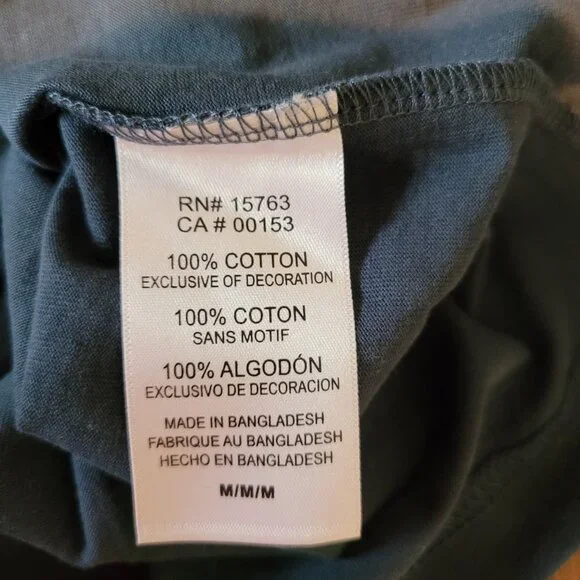 RN# 15763
CA # 00153
100% COTTON
EXCLUSIVE OF DECORATION
100% COTON
SANS MOTIF
100% ALGODÓN
EXCLUSIVO DE DECORACION
MADE IN BANGLADESH
FABRIQUE AU BANGLADESH
HECHO EN BANGLADESH
M/M/M